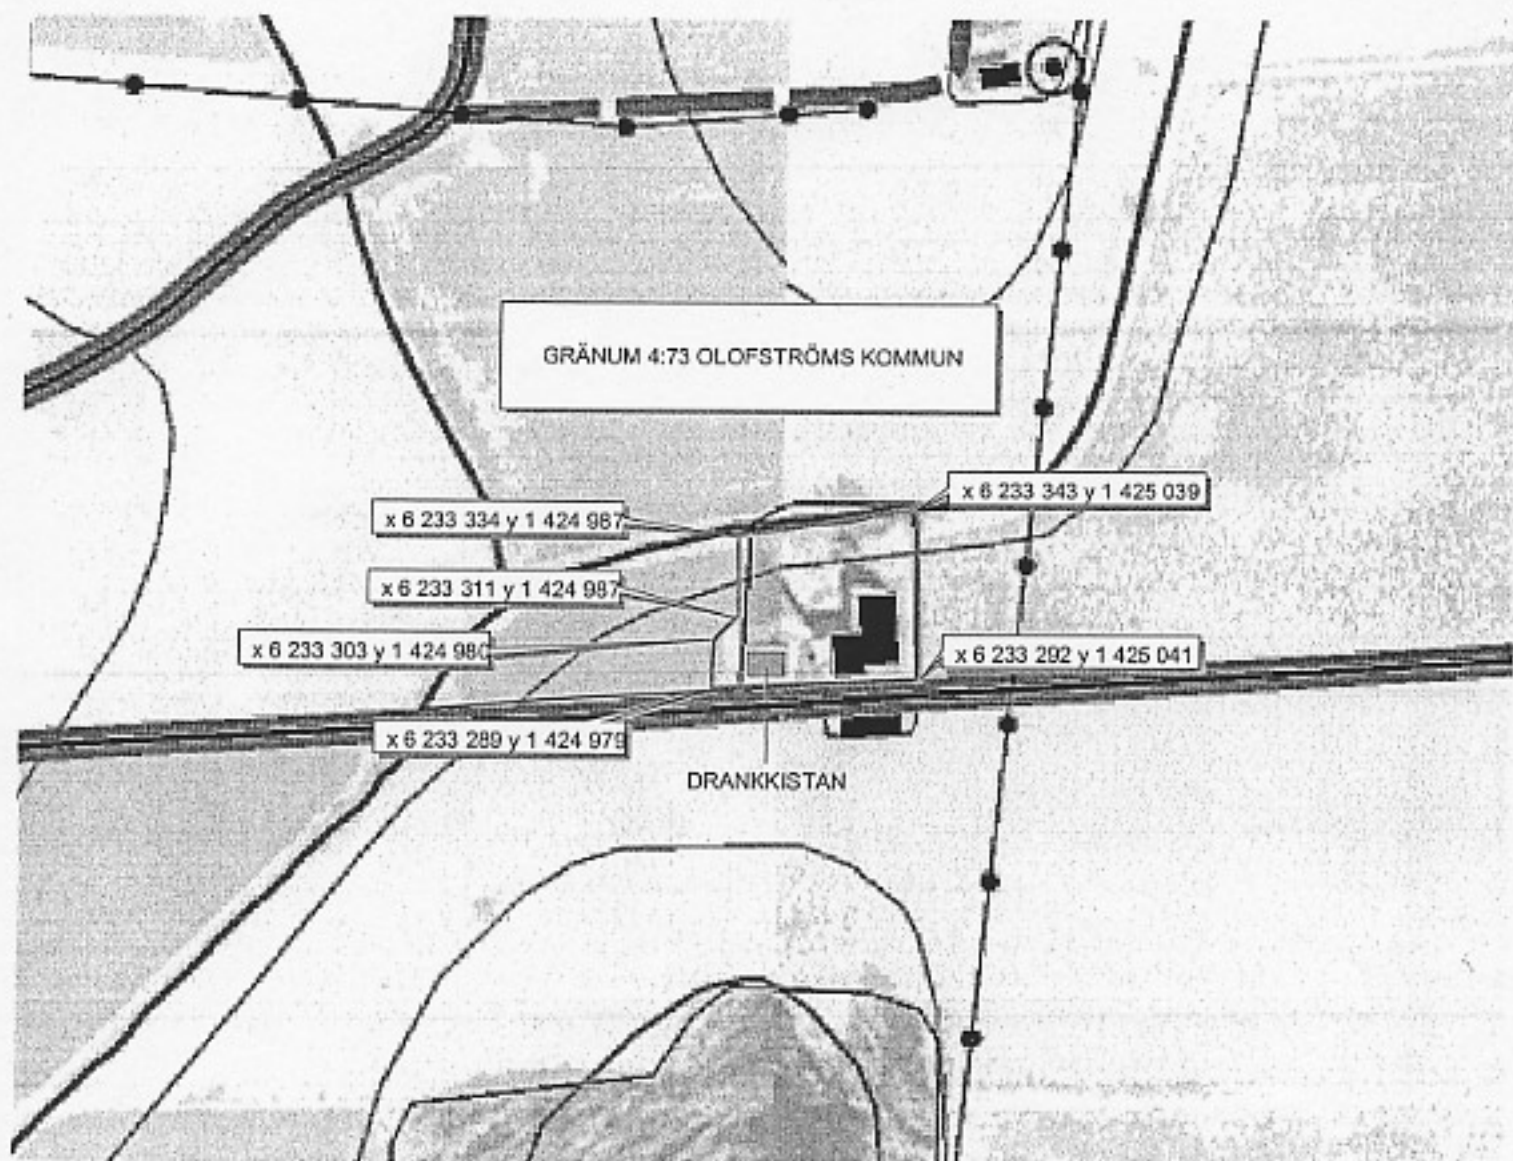 GRÄNUM 4:73 OLOFSTRÖMS KOMMUN
x 6 233 343 y 1 425 039
x 6 233 334 y 1 424 987
x 6 233 311 y 1 424 987
x 6 233 303 y 1 424 980
x 6 233 292 y 1 425 041
x 6 233 289 y 1 424 979
DRANKKISTAN